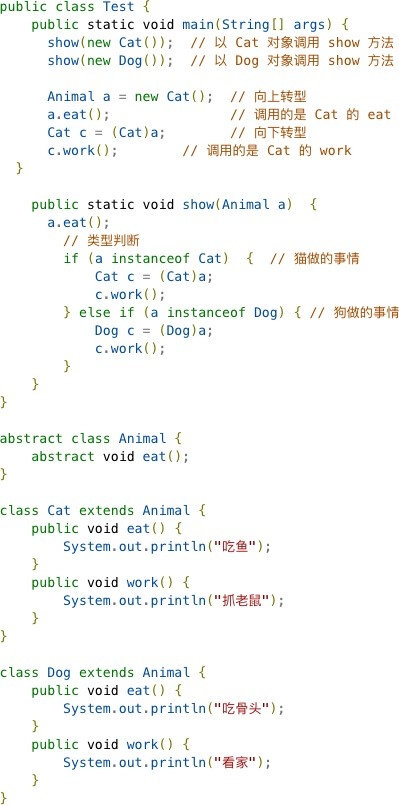 public class Test {
    public static void main(String[] args) {
      show(new Cat());  // 以 Cat 对象调用 show 方法
      show(new Dog());  // 以 Dog 对象调用 show 方法

      Animal a = new Cat();  // 向上转型
      a.eat();               // 调用的是 Cat 的 eat
      Cat c = (Cat)a;        // 向下转型
      c.work();        // 调用的是 Cat 的 work
  }

    public static void show(Animal a)  {
      a.eat();
        // 类型判断
        if (a instanceof Cat)  {  // 猫做的事情
            Cat c = (Cat)a;
            c.work();
        } else if (a instanceof Dog) { // 狗做的事情
            Dog c = (Dog)a;
            c.work();
        }
    }
}

abstract class Animal {
    abstract void eat();
}

class Cat extends Animal {
    public void eat() {
        System.out.println("吃鱼");
    }
    public void work() {
        System.out.println("抓老鼠");
    }
}

class Dog extends Animal {
    public void eat() {
        System.out.println("吃骨头");
    }
    public void work() {
        System.out.println("看家");
    }
}